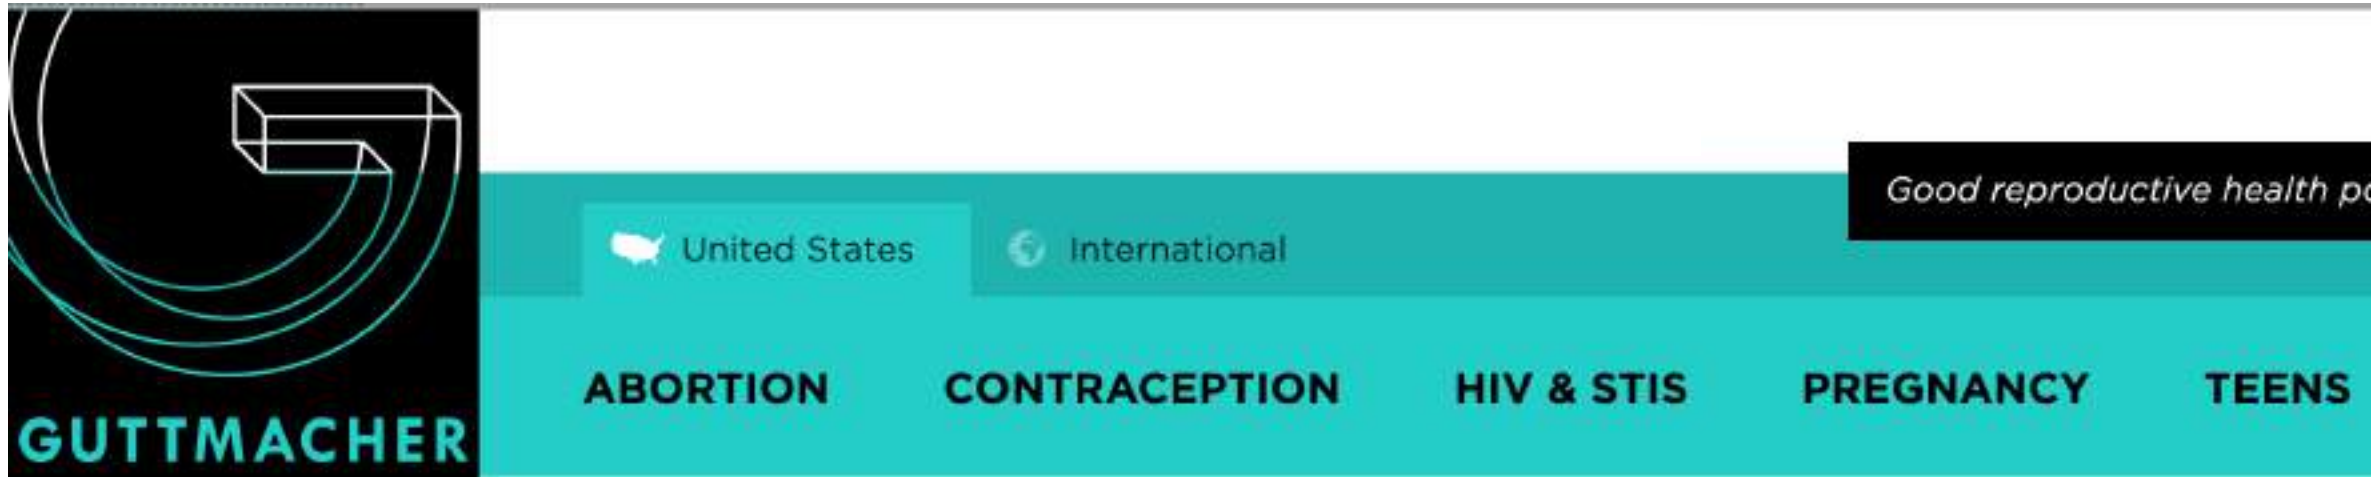 GUTTMACHER
Good reproductive health
United States
International
ABORTION
CONTRACEPTION
HIV & STIS
PREGNANCY
TEENS